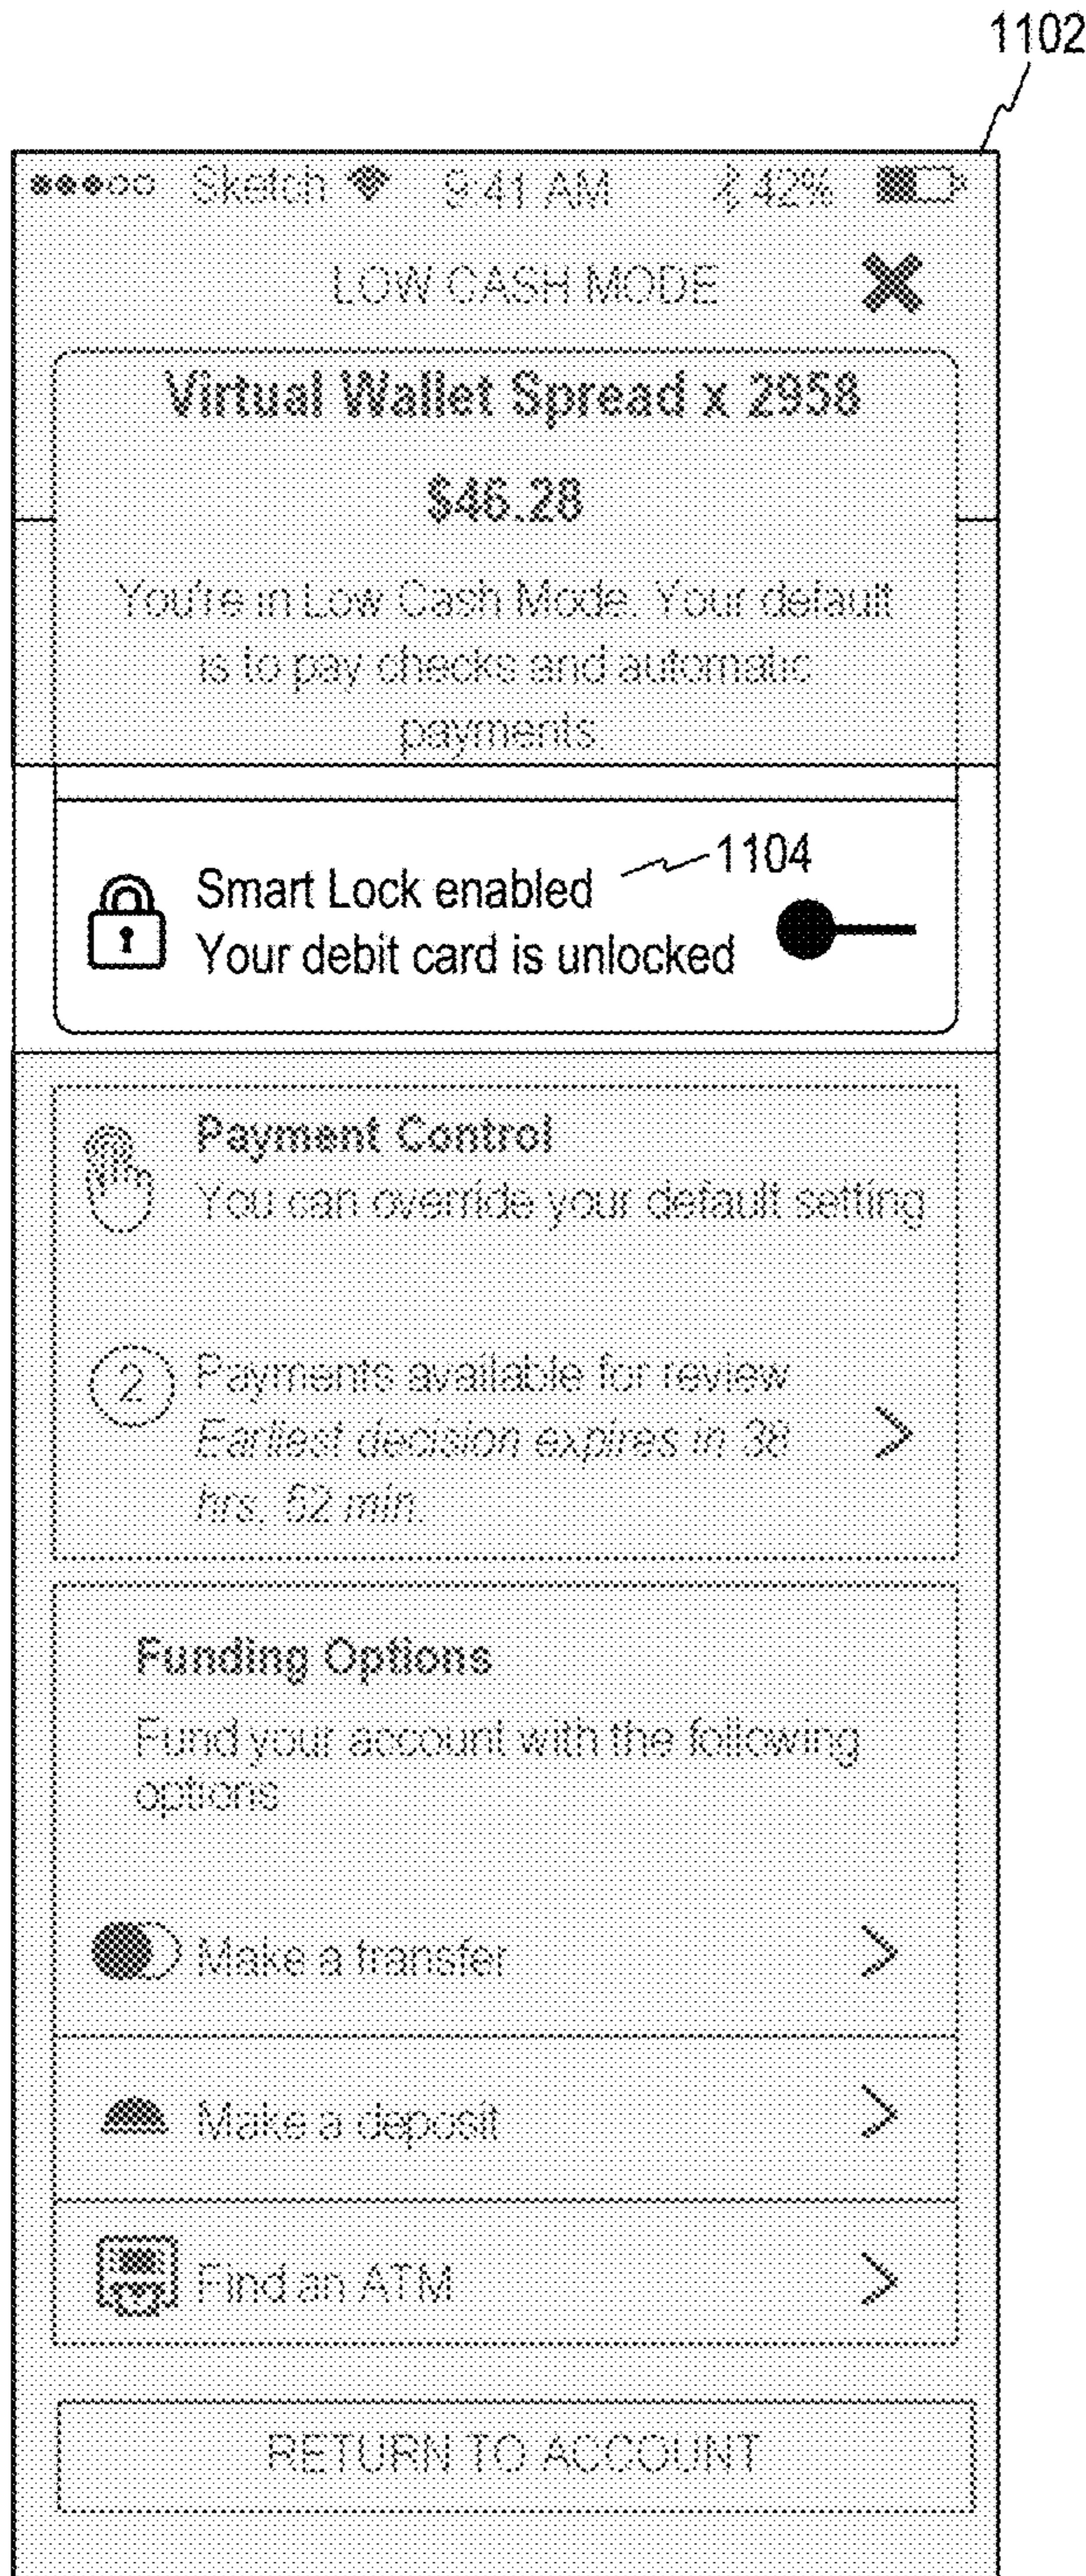 1102
Sketch 9:41 AM 42%
LOW CASH MODE
Virtual Wallet Spread x 2958
$46.28
You're in Low Cash Mode. Your default
is to pay checks and automatic
payments.
1104
Smart Lock enabled
Your debit card is unlocked
Payment Control
You can override your default setting
2 Payments available for review
Earliest decision expires in 38
hrs, 52 min.
Funding Options
Fund your account with the following
options
Make a transfer
Make a deposit
Find an ATM
RETURN TO ACCOUNT